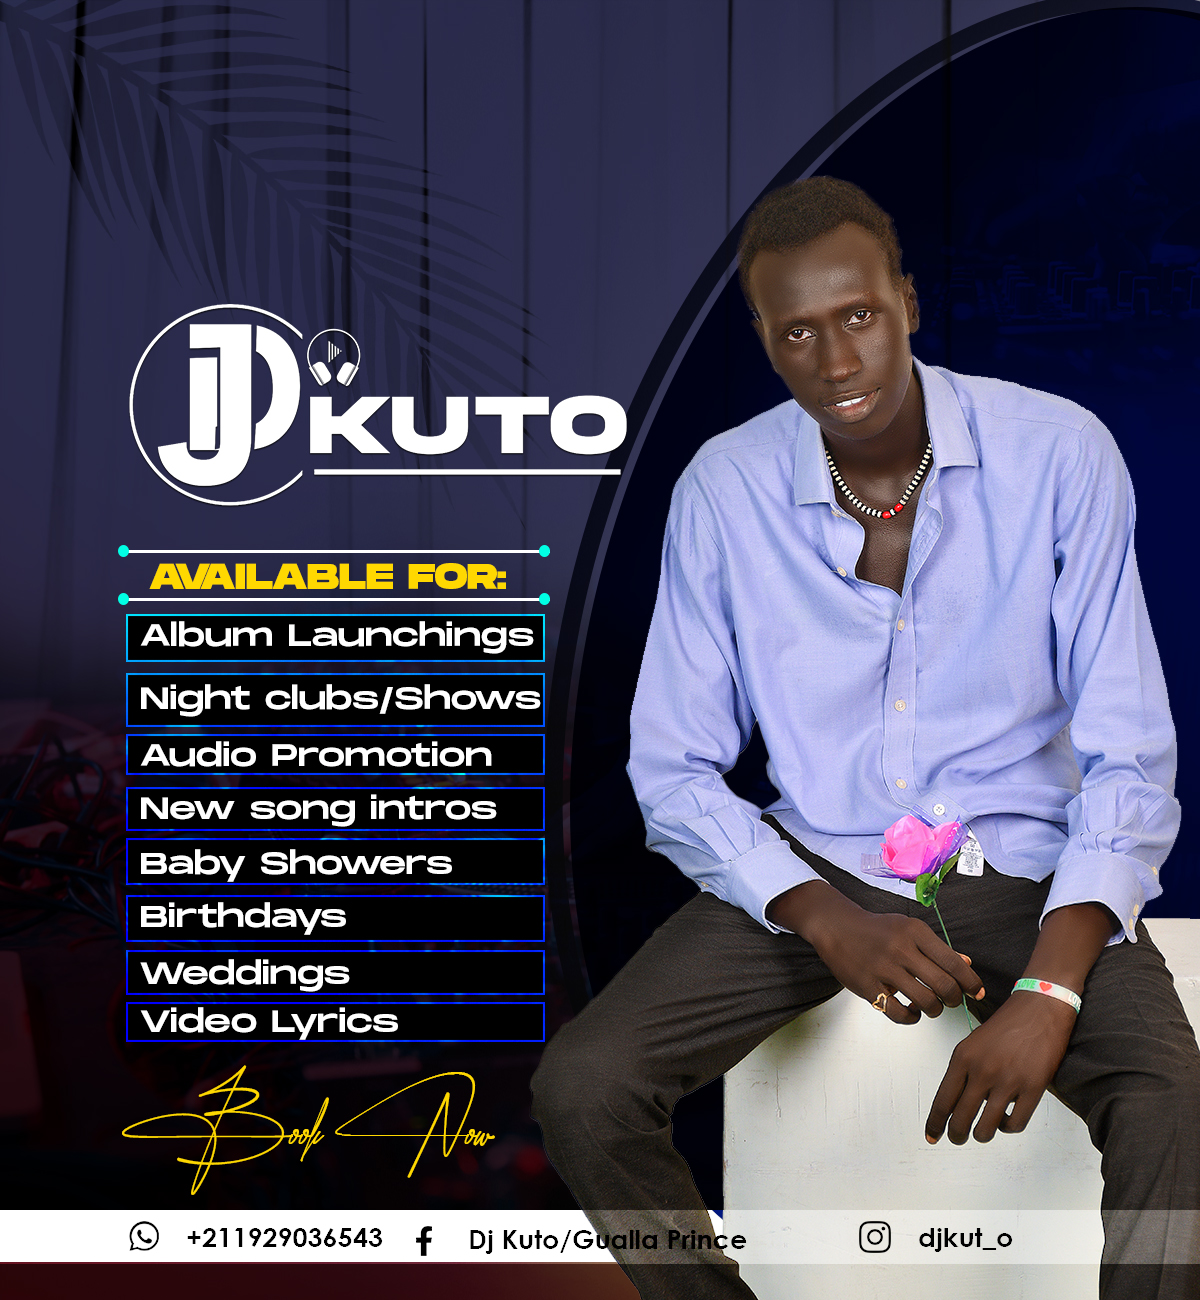 DJ KUTO
AVAILABLE FOR:
Album Launchings
Night clubs/Shows
Audio Promotion
New song intros
Baby Showers
Birthdays
Weddings
Video Lyrics
Book Now
+211929036543
Dj Kuto/Gualla Prince
djkut_o
LOVE